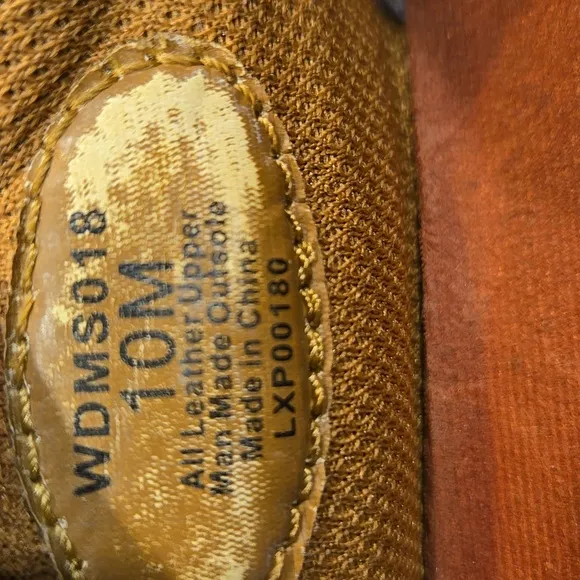 WDMS018
10M
All Leather Upper
Man Made Outsole
Made in China
LXP00180